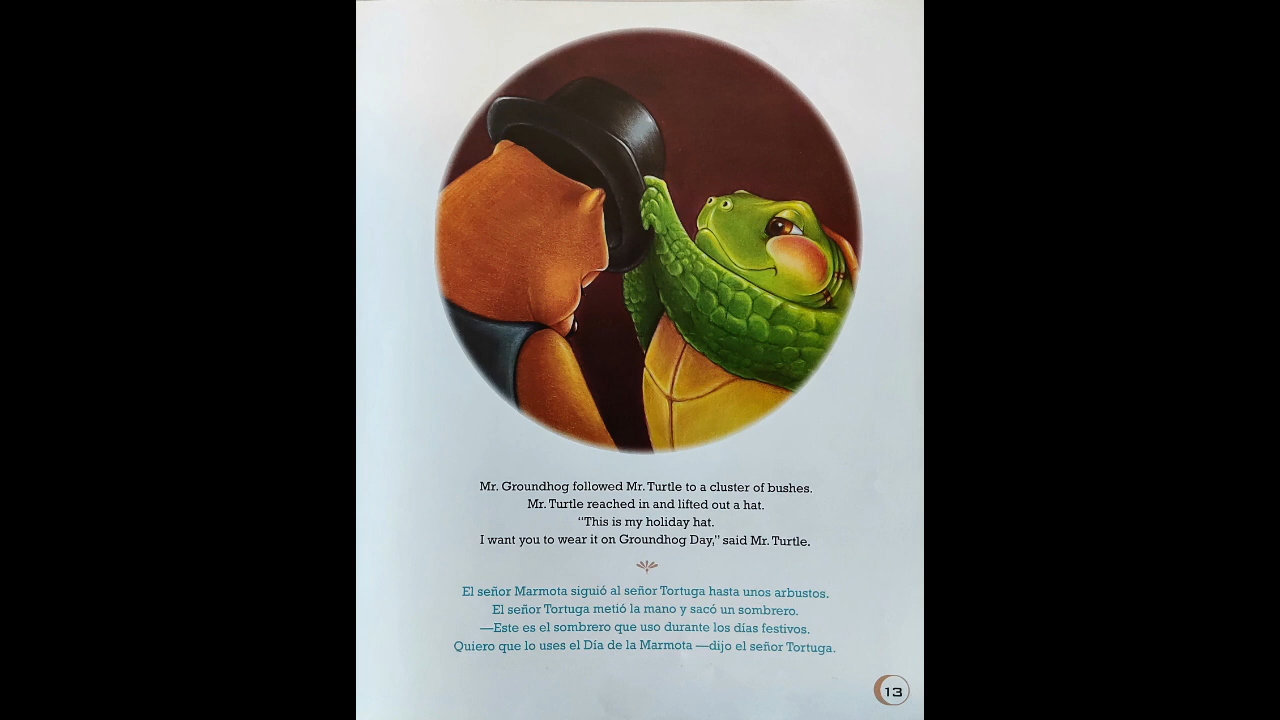 Mr. Groundhog followed Mr. Turtle to a cluster of bushes.
Mr. Turtle reached in and lifted out a hat.
“This is my holiday hat.
I want you to wear it on Groundhog Day,” said Mr. Turtle.
El señor Marmota siguió al señor Tortuga hasta unos arbustos.
El señor Tortuga metió la mano y sacó un sombrero.
—Este es el sombrero que uso durante los días festivos.
Quiero que lo uses el Día de la Marmota —dijo el señor Tortuga.
13